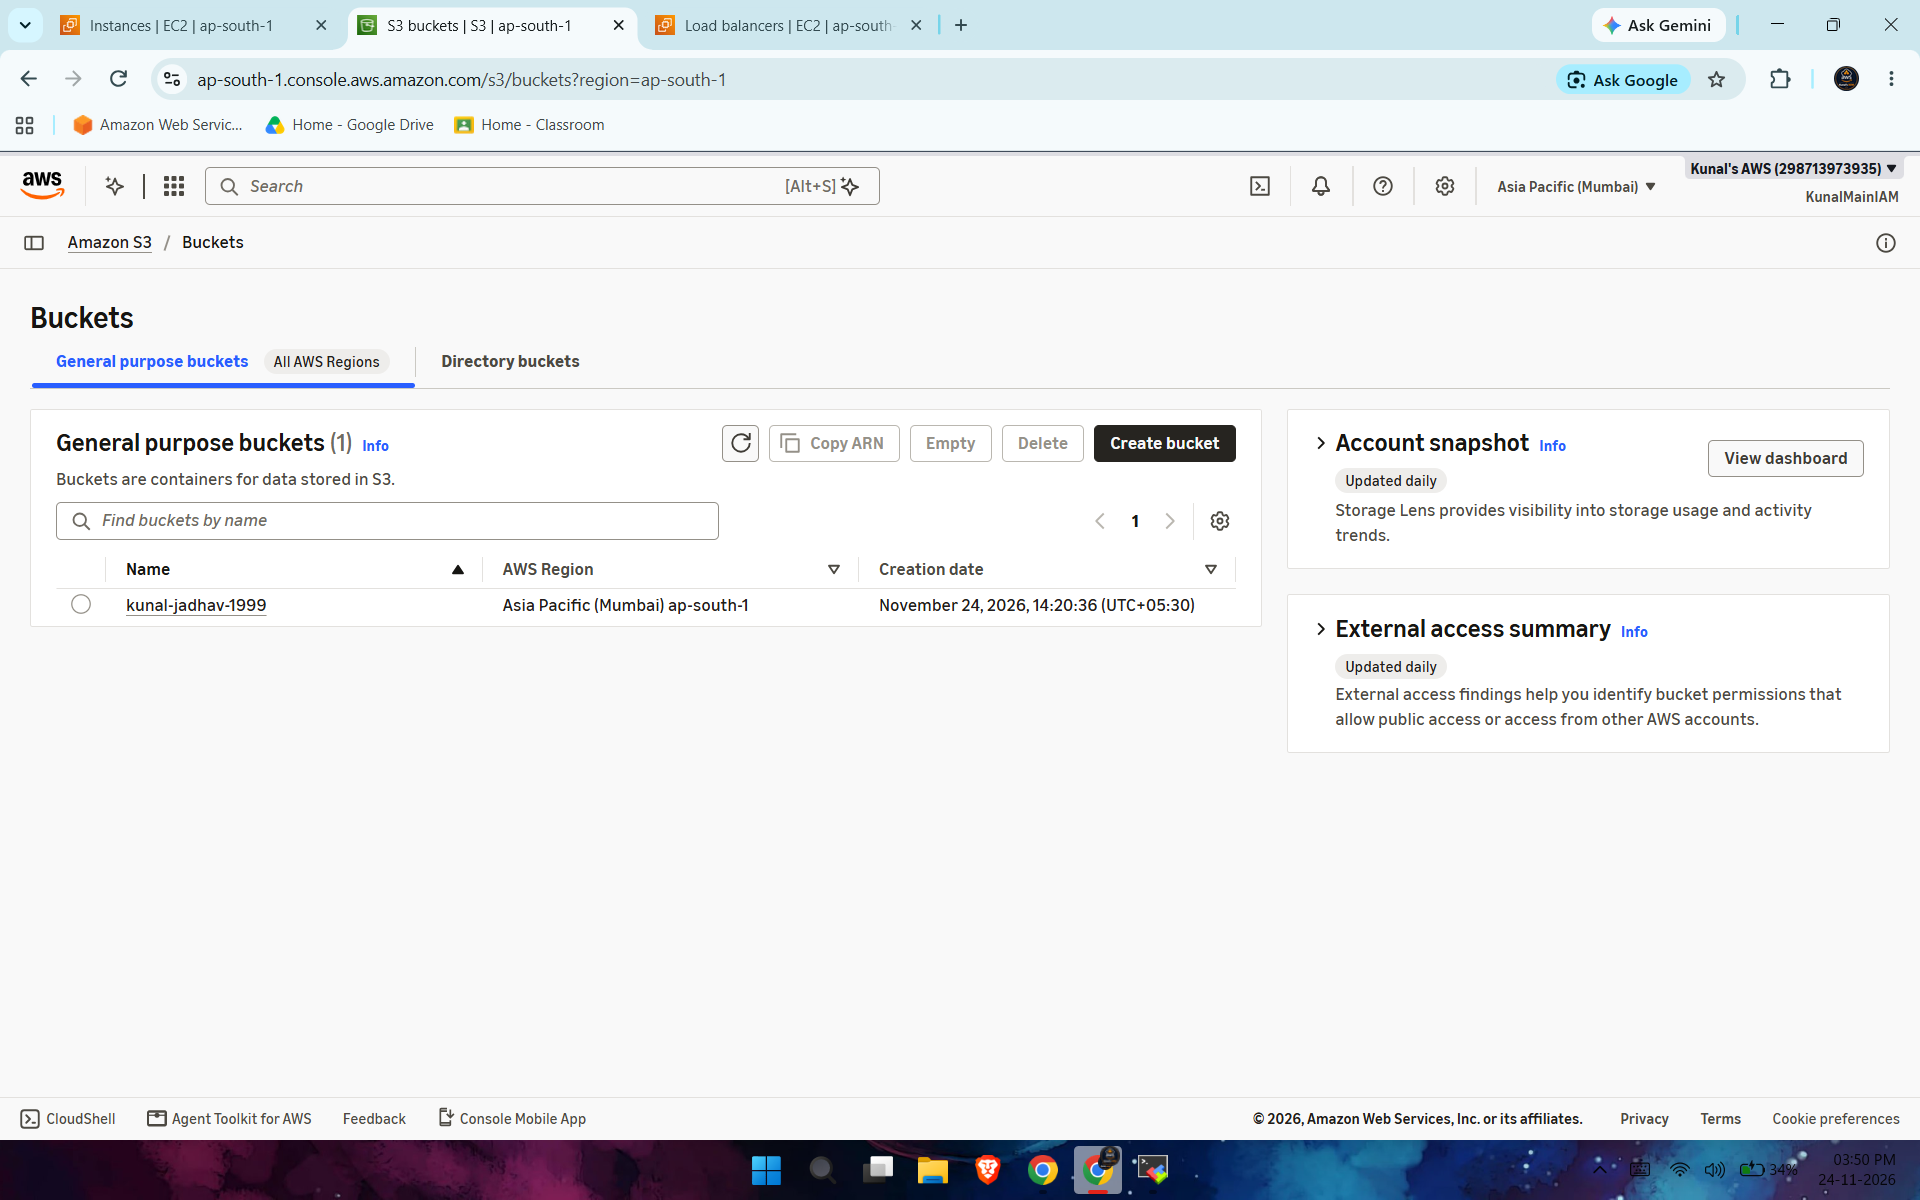 Instances | EC2 | ap-south-1
S3 buckets | S3 | ap-south-1
Load balancers | EC2 | ap-south-
Ask Gemini
ap-south-1.console.aws.amazon.com/s3/buckets?region=ap-south-1
Ask Google
Amazon Web Servic...
Home - Google Drive
Home - Classroom
aws
Search
[Alt+S]
Asia Pacific (Mumbai)
Kunal's AWS (298713973935)
KunalMainIAM
Amazon S3 / Buckets
Buckets
General purpose buckets
All AWS Regions
Directory buckets
General purpose buckets (1) Info
Copy ARN
Empty
Delete
Create bucket
Buckets are containers for data stored in S3.
Find buckets by name
1
Name
AWS Region
Creation date
kunal-jadhav-1999
Asia Pacific (Mumbai) ap-south-1
November 24, 2026, 14:20:36 (UTC+05:30)
Account snapshot Info
View dashboard
Updated daily
Storage Lens provides visibility into storage usage and activity
trends.
External access summary Info
Updated daily
External access findings help you identify bucket permissions that
allow public access or access from other AWS accounts.
CloudShell
Agent Toolkit for AWS
Feedback
Console Mobile App
© 2026, Amazon Web Services, Inc. or its affiliates.
Privacy
Terms
Cookie preferences
34%
03:50 PM
24-11-2026